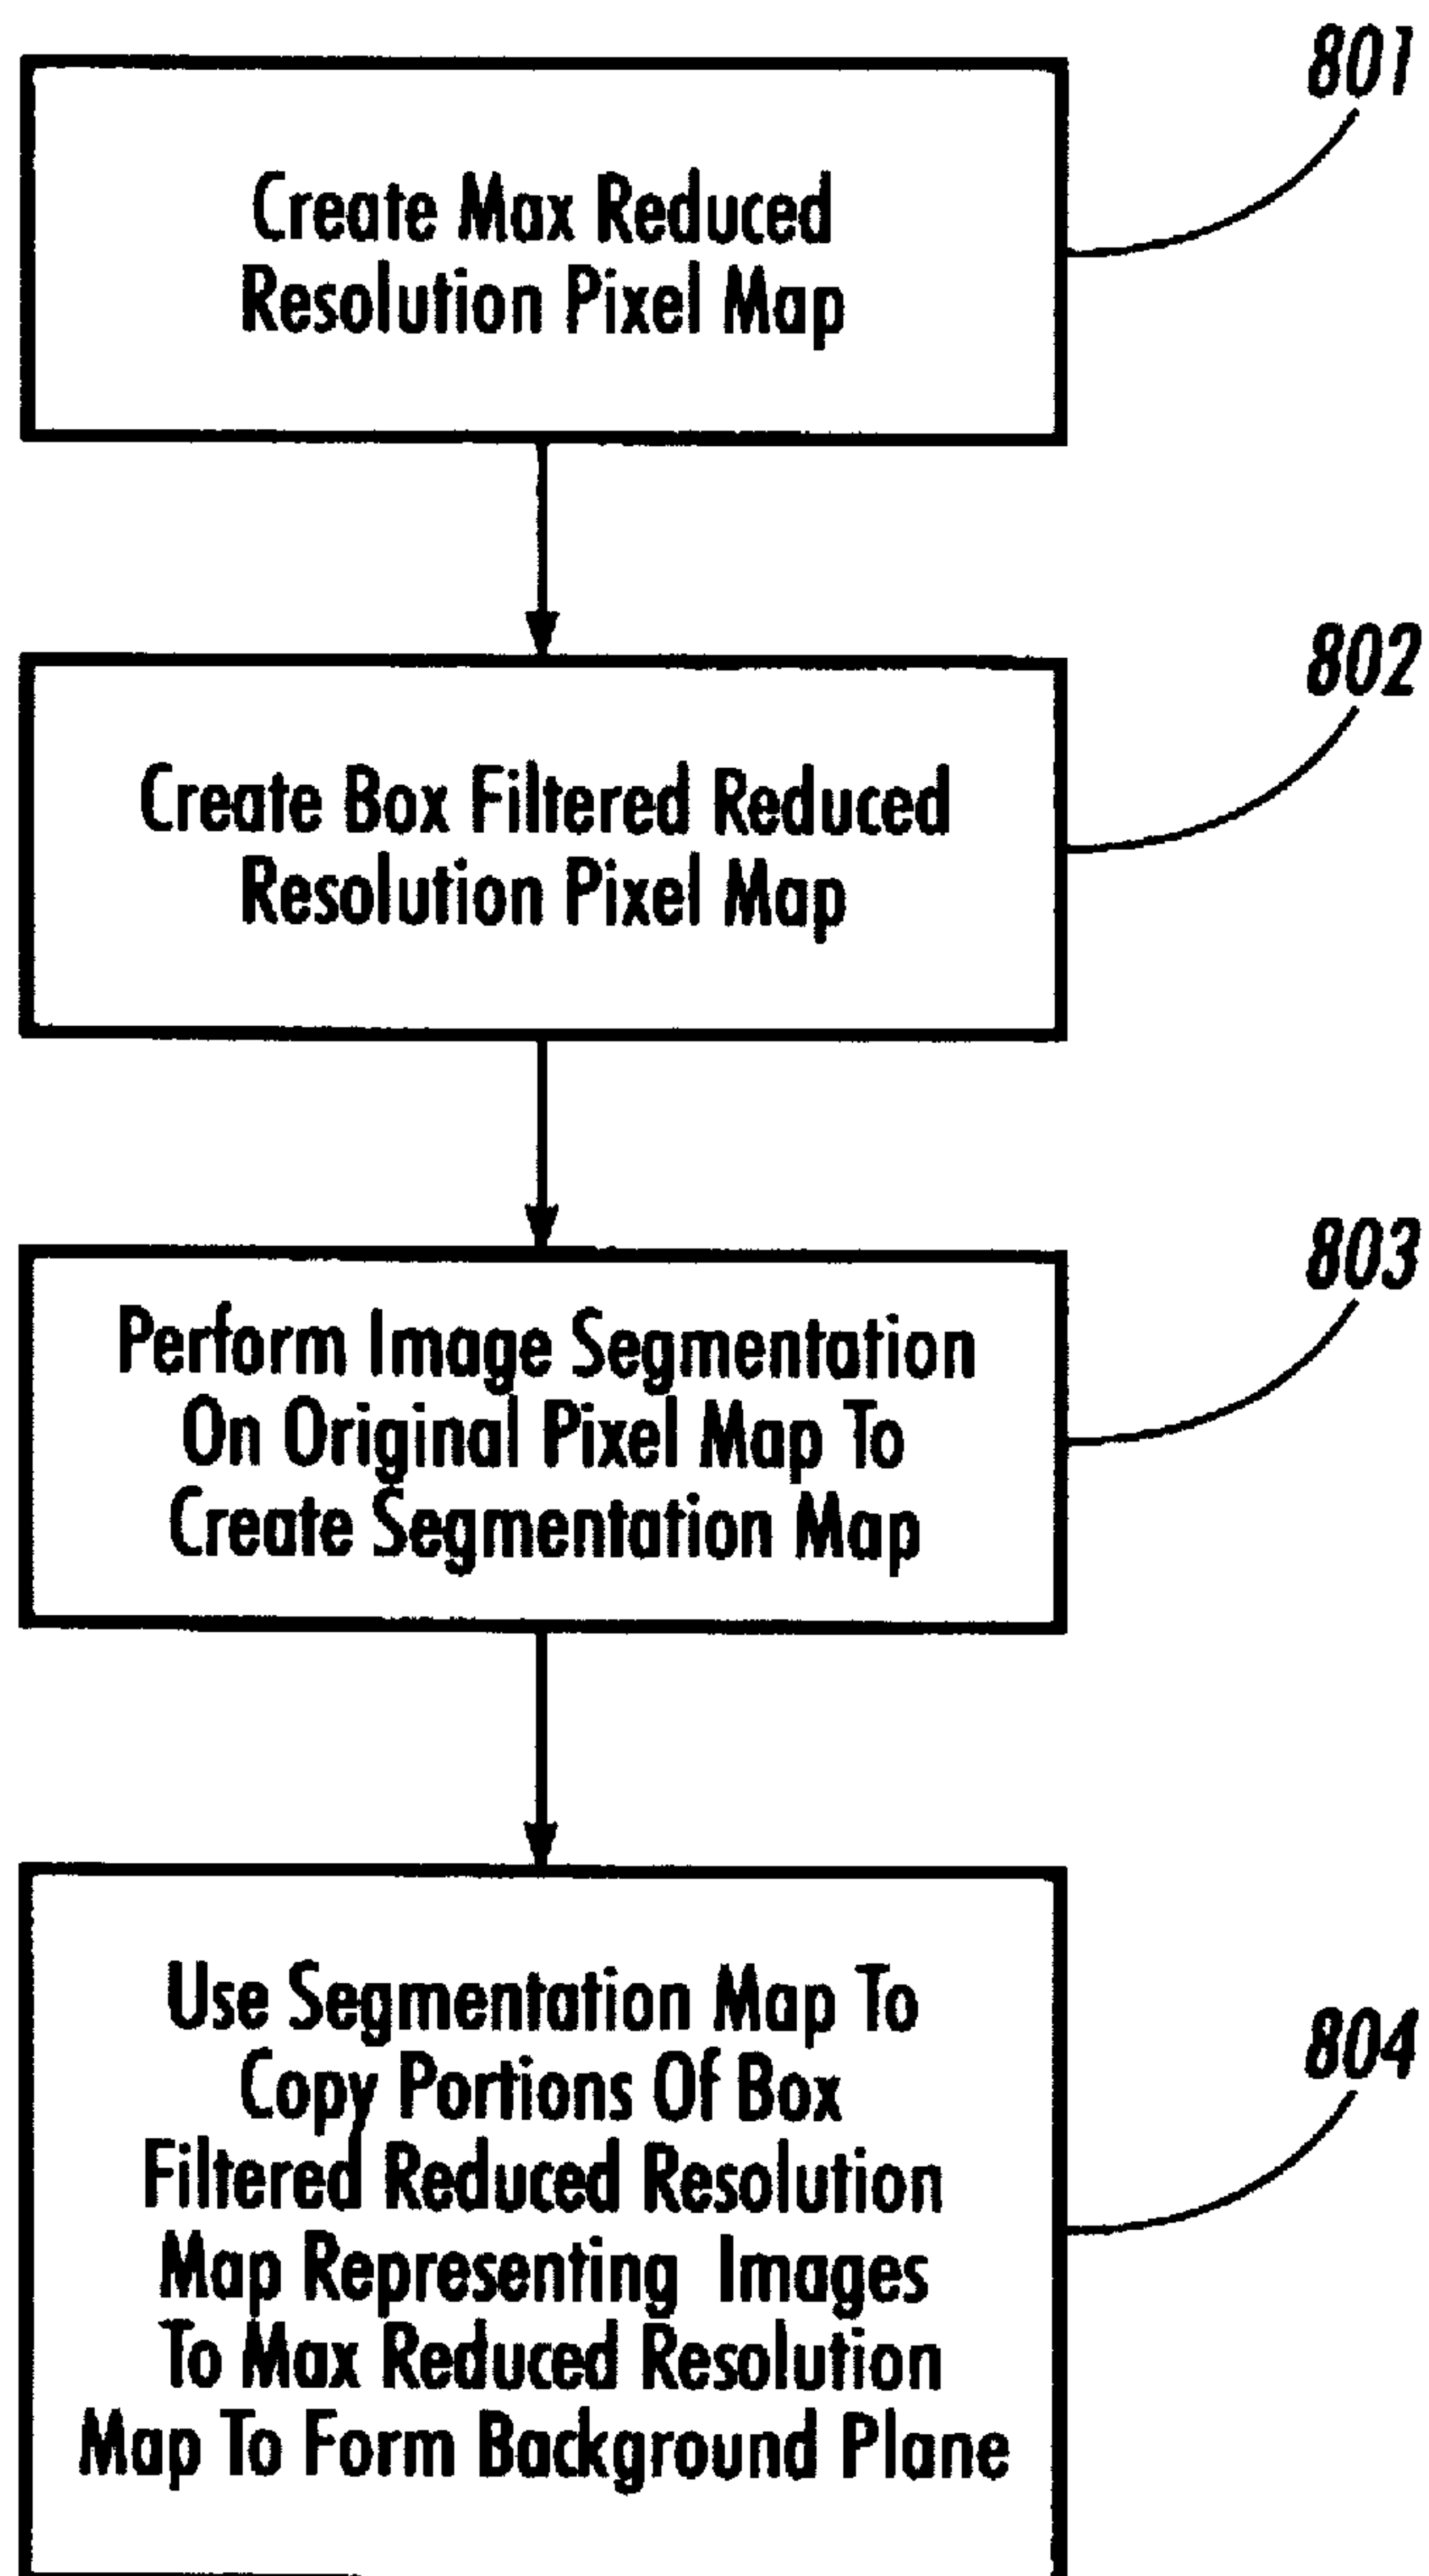 801
Create Max Reduced
Resolution Pixel Map
802
Create Box Filtered Reduced
Resolution Pixel Map
803
Perform Image Segmentation
On Original Pixel Map To
Create Segmentation Map
804
Use Segmentation Map To
Copy Portions Of Box
Filtered Reduced Resolution
Map Representing Images
To Max Reduced Resolution
Map To Form Background Plane